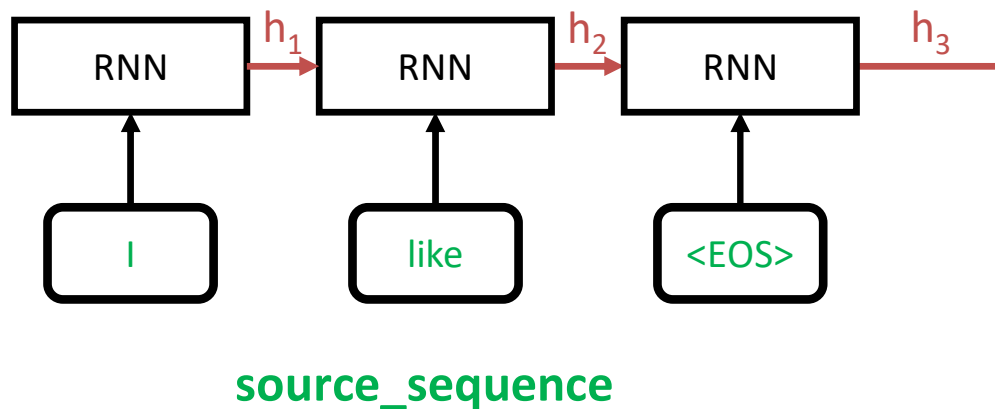 h₁ h₂ h₃
RNN RNN RNN
I like <EOS>
source_sequence